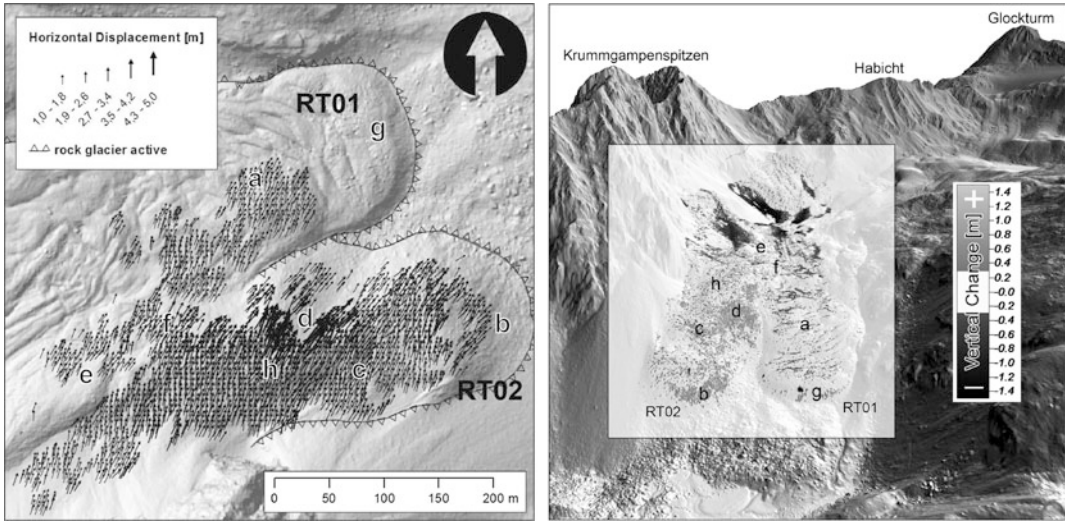 Horizontal Displacement [m]
1,0 - 1,8
1,9 - 2,6
2,7 - 3,4
3,5 - 4,2
4,3 - 5,0
rock glacier active
RT01
g
a
f
d
b
e
h
c
RT02
0 50 100 150 200 m
Glockturm
Krummgampenspitzen
Habicht
e
f
h
d
c
a
b
g
RT02
RT01
Vertical Change [m]
+
1.4
1.2
1.0
0.8
0.6
0.4
0.2
-0.0
-0.2
-0.4
-0.6
-0.8
-1.0
-1.2
-1.4